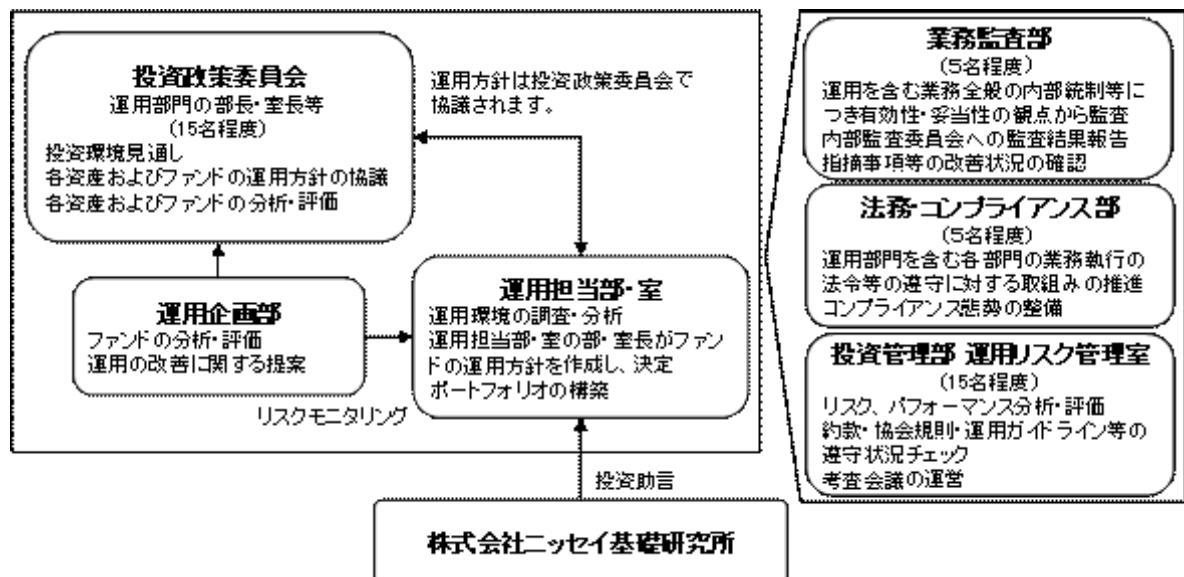 投資政策委員会
運用部門の部長・室長等
(15名程度)
投資環境見通し
各資産およびファンドの運用方針の協議
各資産およびファンドの分析・評価
運用方針は投資政策委員会で
協議されます。
運用企画部
ファンドの分析・評価
運用の改善に関する提案
運用担当部・室
運用環境の調査・分析
運用担当部・室の部・室長がファン
ドの運用方針を作成し、決定
ポートフォリオの構築
リスクモニタリング
投資助言
株式会社ニッセイ基礎研究所
業務監査部
(5名程度)
運用を含む業務全般の内部統制等に
つき有効性・妥当性の観点から監査
内部監査委員会への監査結果報告
指摘事項等の改善状況の確認
法務・コンプライアンス部
(5名程度)
運用部門を含む各部門の業務執行の
法令等の遵守に対する取組みの推進
コンプライアンス態勢の整備
投資管理部 運用リスク管理室
(15名程度)
リスク、パフォーマンス分析・評価
約款・協会規則・運用ガイドライン等の
遵守状況チェック
考査会議の運営